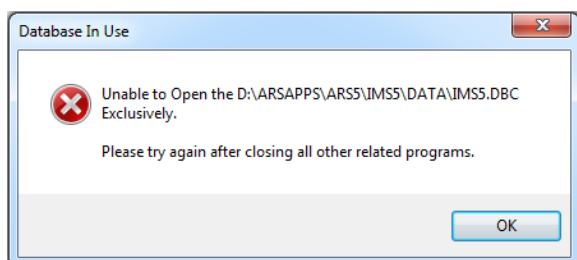 Database In Use
Unable to Open the D:\ARSAPPS\ARS5\IMS5\DATA\IMS5.DBC
Exclusively.
Please try again after closing all other related programs.
OK